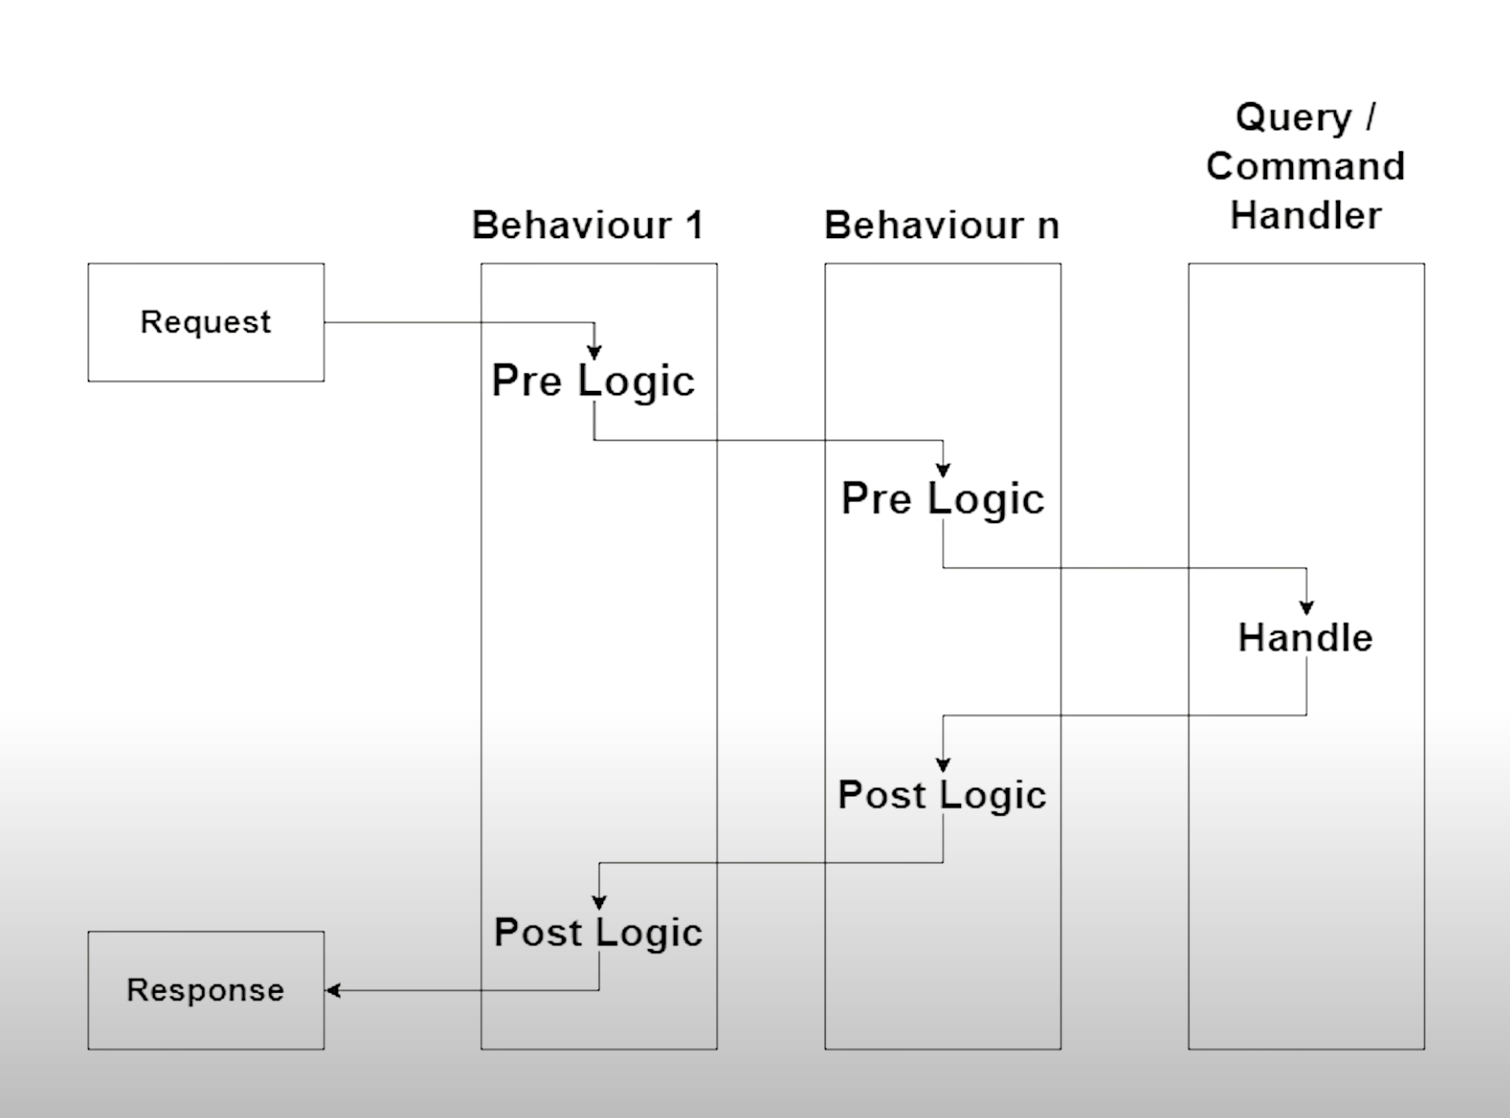 Query /
Command
Handler
Behaviour 1
Behaviour n
Request
Pre Logic
Pre Logic
Handle
Post Logic
Post Logic
Response